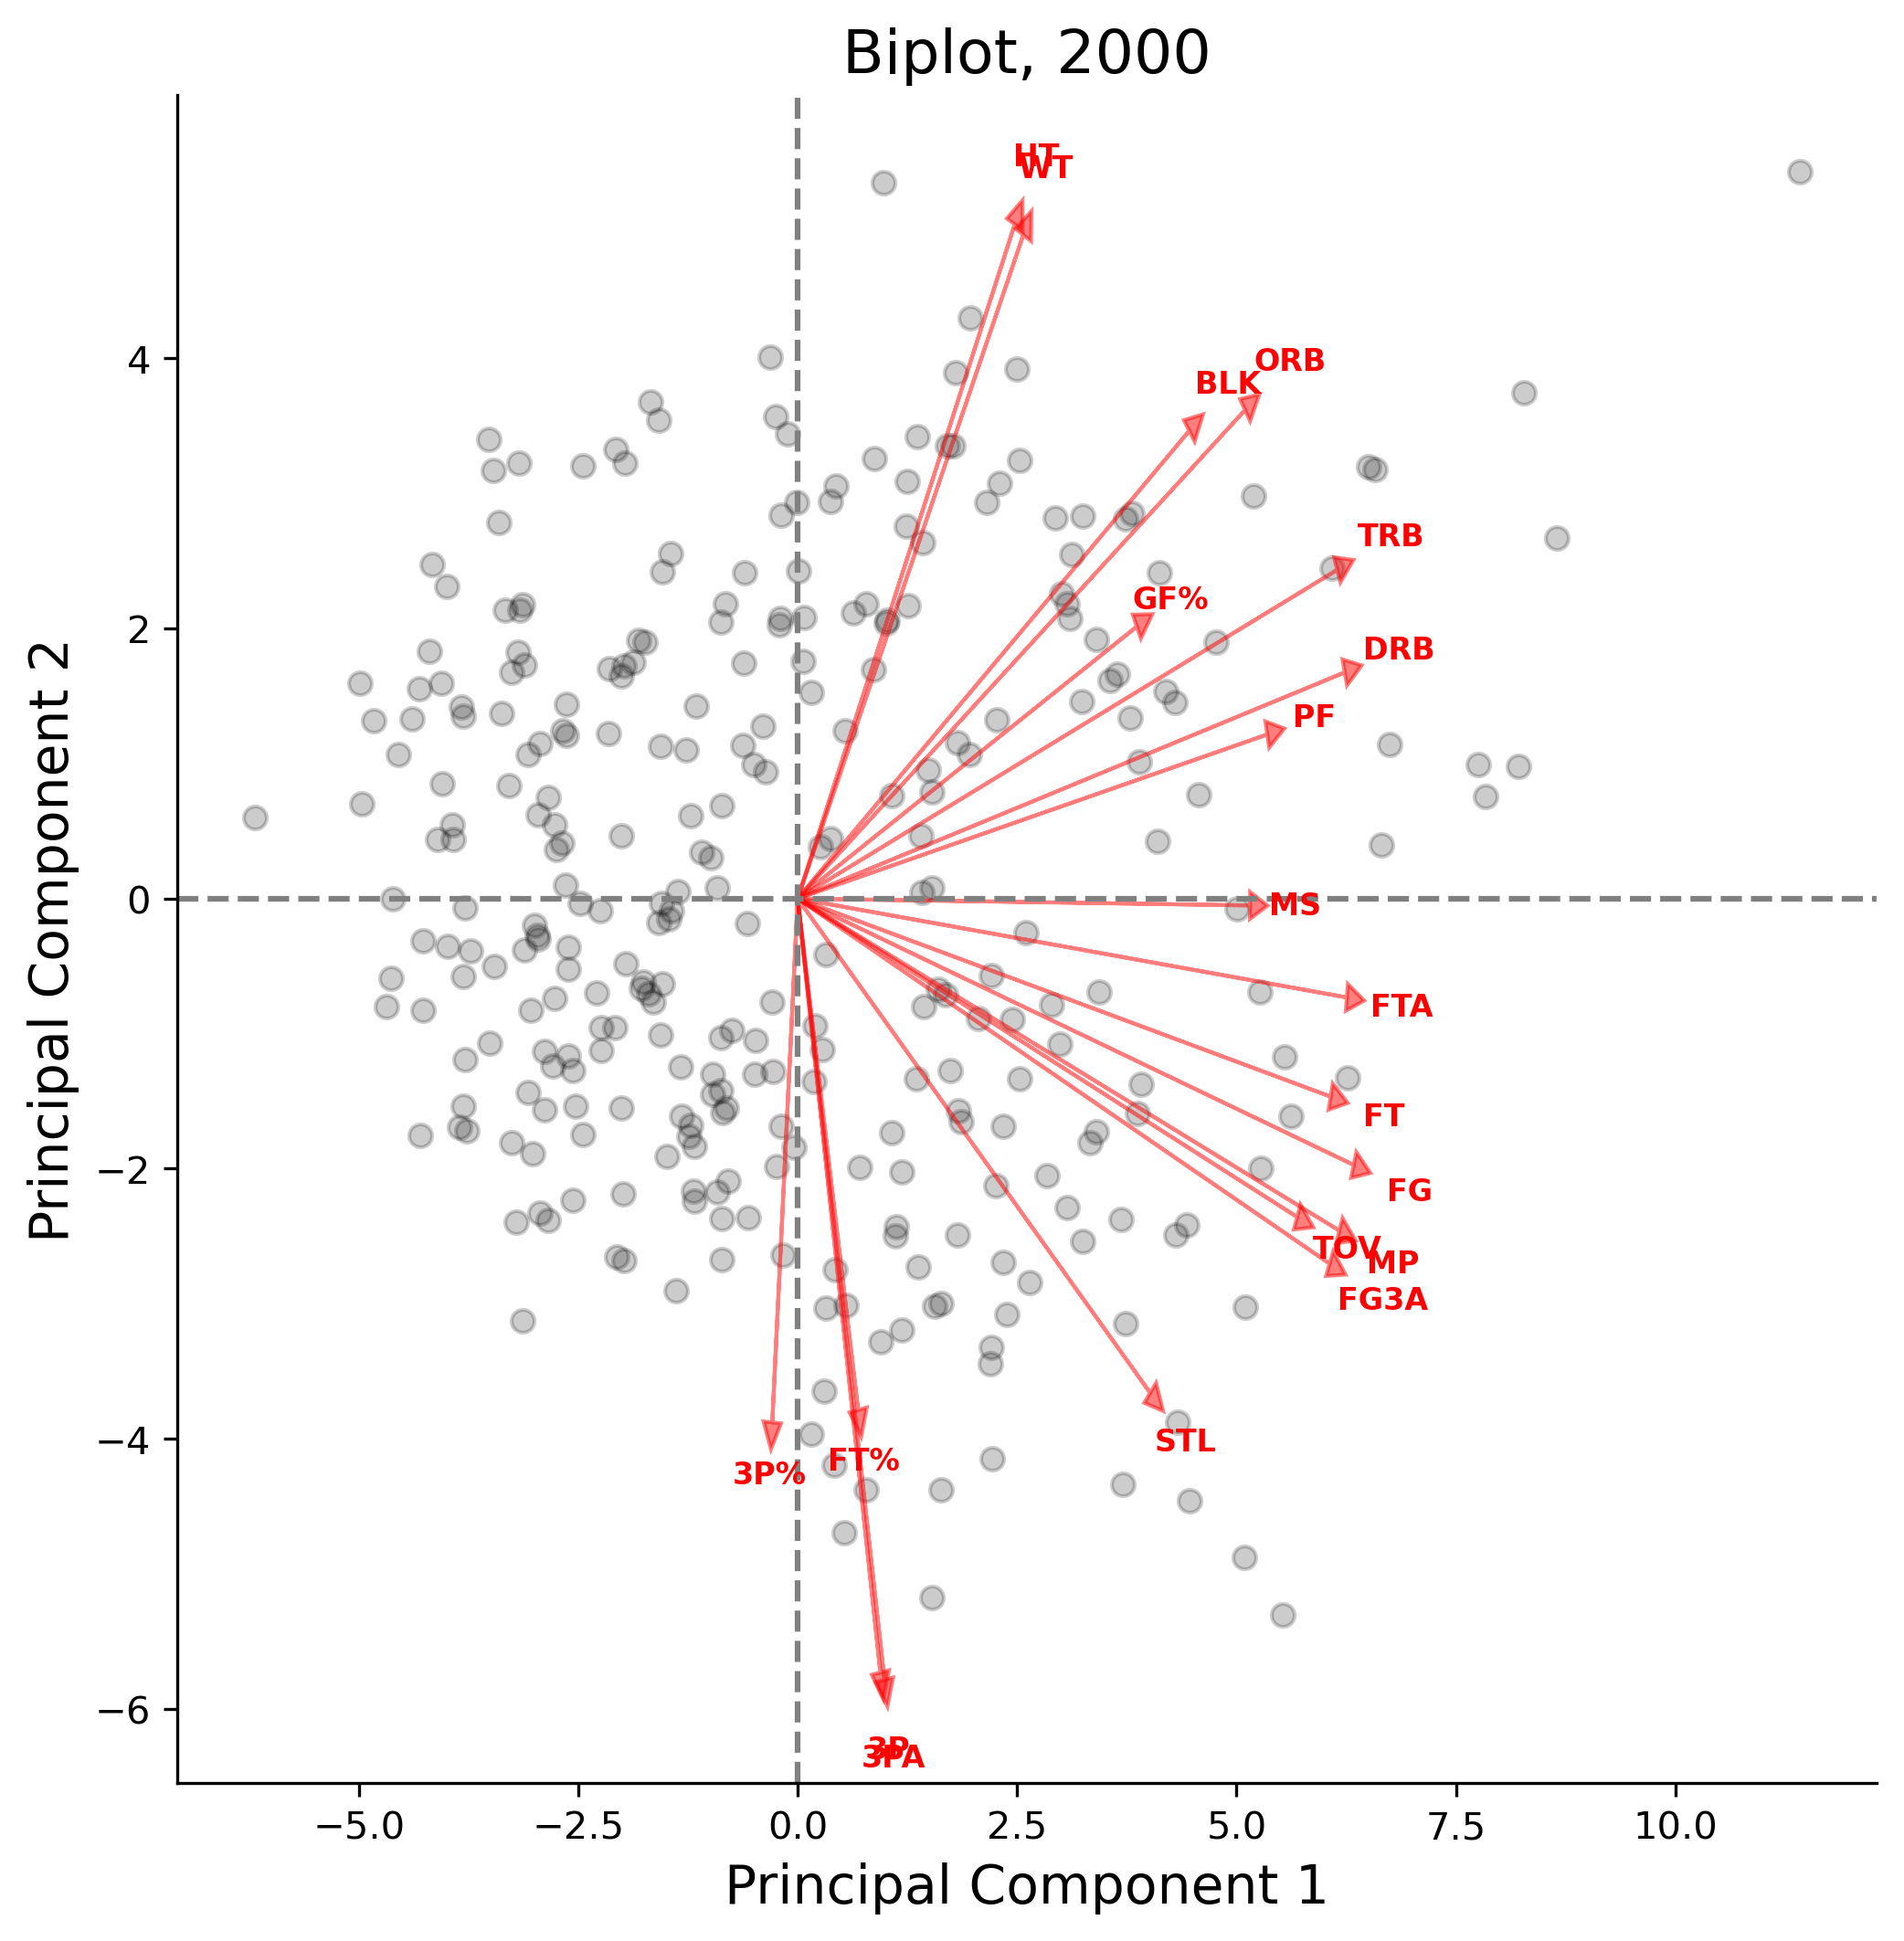 Biplot, 2000
HT
WT
ORB
BLK
TRB
GF%
DRB
PF
MS
FTA
FT
FG
TOV
MP
FG3A
STL
FT%
3P%
3P
3PA
4
2
0
−2
−4
−6
−5.0 −2.5 0.0 2.5 5.0 7.5 10.0
Principal Component 1
Principal Component 2